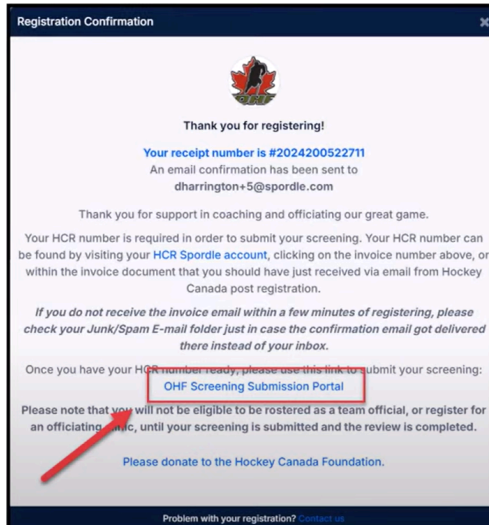 Registration Confirmation
OHF
Thank you for registering!
Your receipt number is #2024200522711
An email confirmation has been sent to
dharrington+5@spordle.com
Thank you for support in coaching and officiating our great game.
Your HCR number is required in order to submit your screening. Your HCR number can
be found by visiting your HCR Spordle account, clicking on the invoice number above, or
within the invoice document that you should have just received via email from Hockey
Canada post registration.
If you do not receive the invoice email within a few minutes of registering, please
check your Junk/Spam E-mail folder just in case the confirmation email got delivered
there instead of your inbox.
Once you have your HCR number ready, please use this link to submit your screening:
OHF Screening Submission Portal
Please note that you will not be eligible to be rostered as a team official, or register for
an officiating clinic, until your screening is submitted and the review is completed.
Please donate to the Hockey Canada Foundation.
Problem with your registration? Contact us